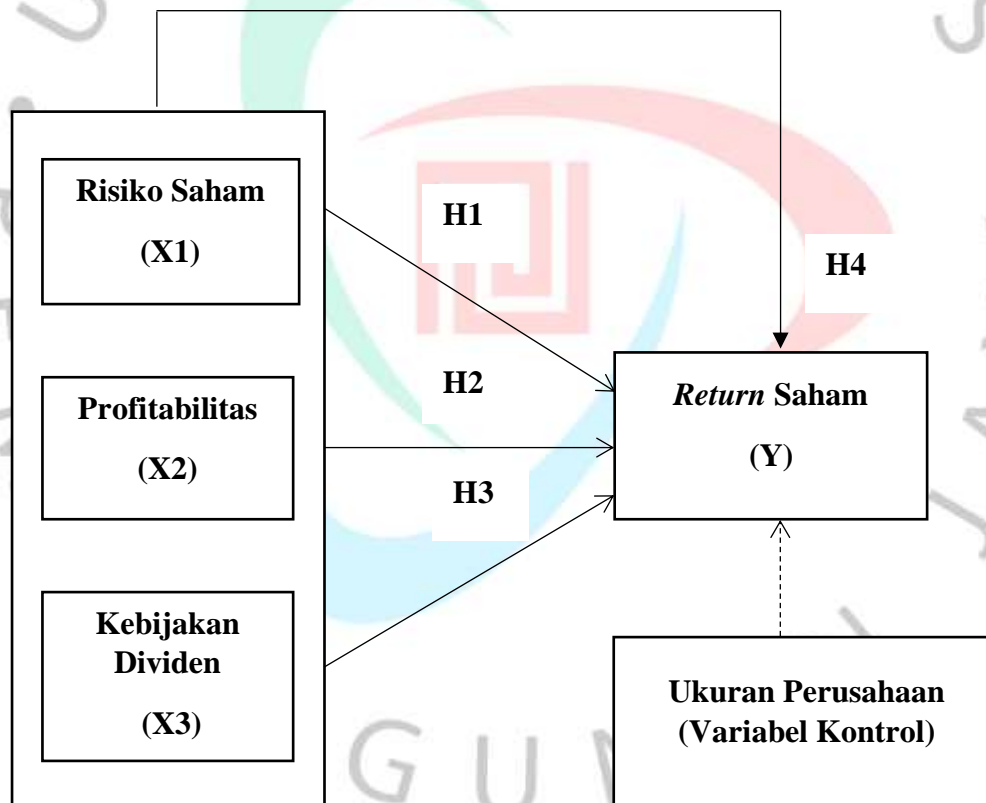 Risiko Saham
(X1)
H1
H4
Profitabilitas
(X2)
H2
Return Saham
(Y)
H3
Kebijakan
Dividen
(X3)
Ukuran Perusahaan
(Variabel Kontrol)
G U